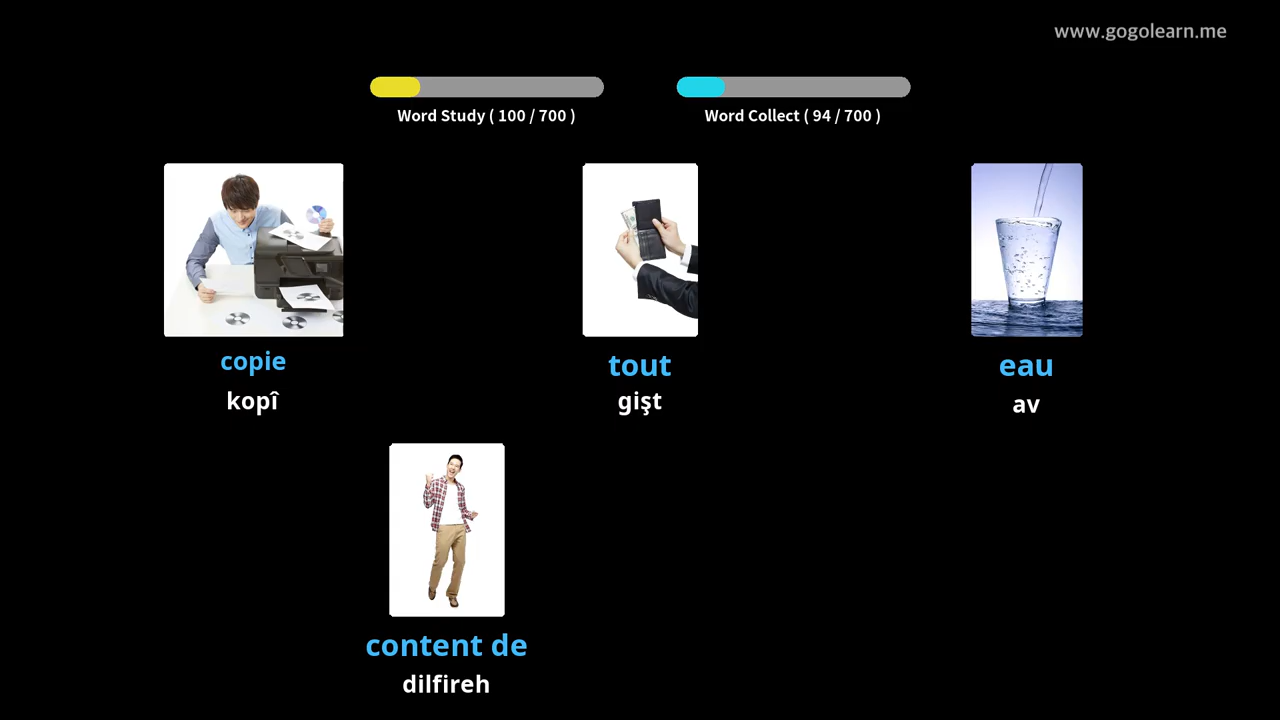 www.gogolearn.me
Word Study ( 100 / 700 )
Word Collect ( 94 / 700 )
copie
kopî
tout
gişt
eau
av
content de
dilfireh